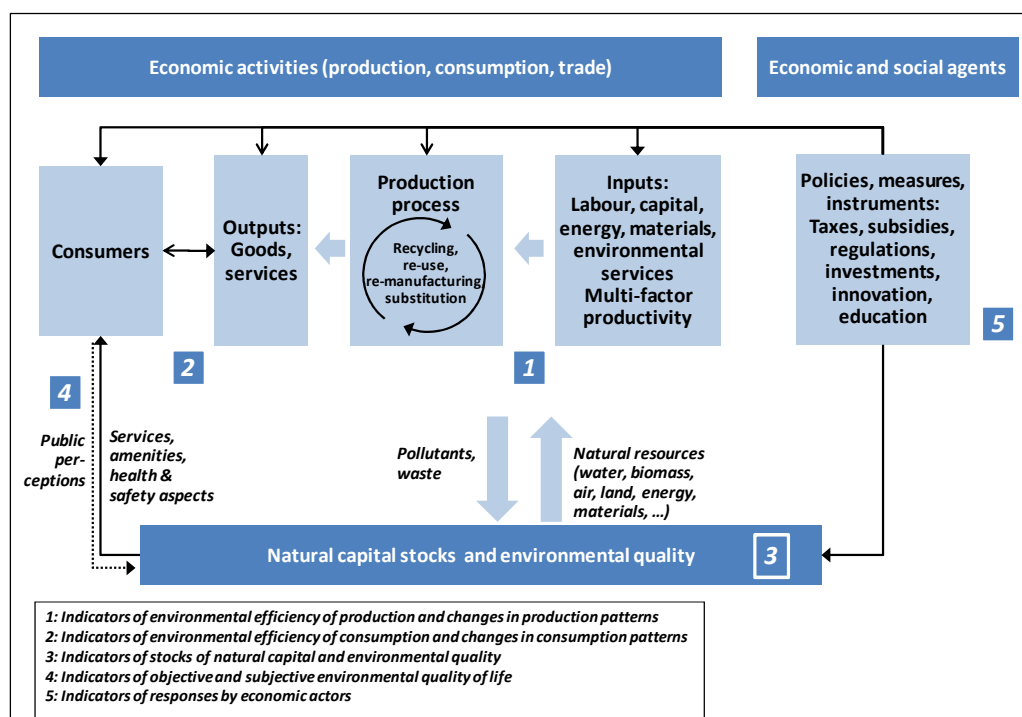 Economic activities (production, consumption, trade)
Economic and social agents
Consumers
Outputs:
Goods,
services
Production
process
Recycling,
re-use,
re-manufacturing,
substitution
Inputs:
Labour, capital,
energy, materials,
environmental
services
Multi-factor
productivity
Policies, measures,
instruments:
Taxes, subsidies,
regulations,
investments,
innovation,
education
5
4
2
1
Public
per-
ceptions
Services,
amenities,
health &
safety aspects
Pollutants,
waste
Natural resources
(water, biomass,
air, land, energy,
materials, ...)
Natural capital stocks and environmental quality
3
1: Indicators of environmental efficiency of production and changes in production patterns
2: Indicators of environmental efficiency of consumption and changes in consumption patterns
3: Indicators of stocks of natural capital and environmental quality
4: Indicators of objective and subjective environmental quality of life
5: Indicators of responses by economic actors